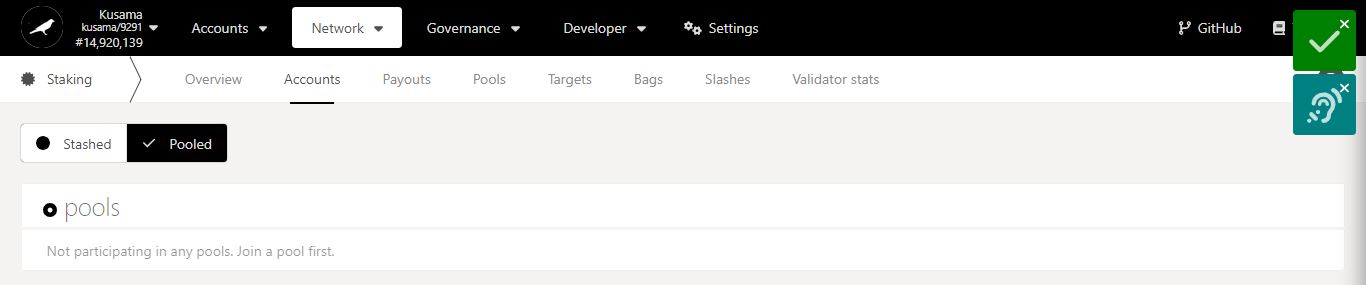 Kusama
kusama/9291
#14,920,139
Accounts
Network
Governance
Developer
Settings
GitHub
Staking
Overview
Accounts
Payouts
Pools
Targets
Bags
Slashes
Validator stats
Stashed
Pooled
pools
Not participating in any pools. Join a pool first.